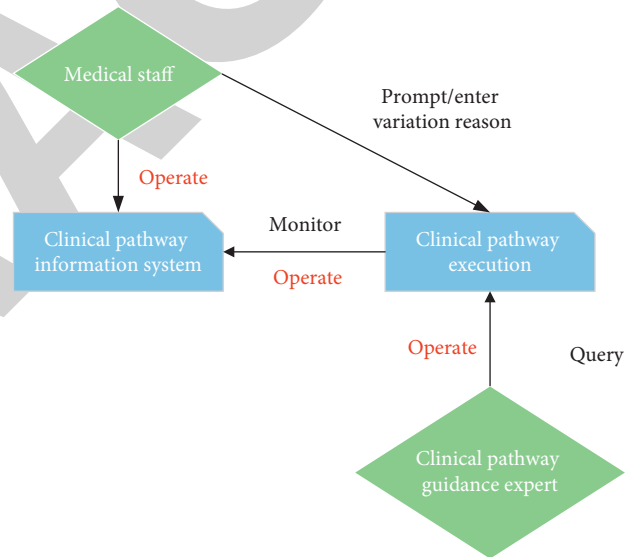 Medical staff
Prompt/enter
variation reason
Operate
Clinical pathway
information system
Monitor
Operate
Clinical pathway
execution
Operate
Query
Clinical pathway
guidance expert